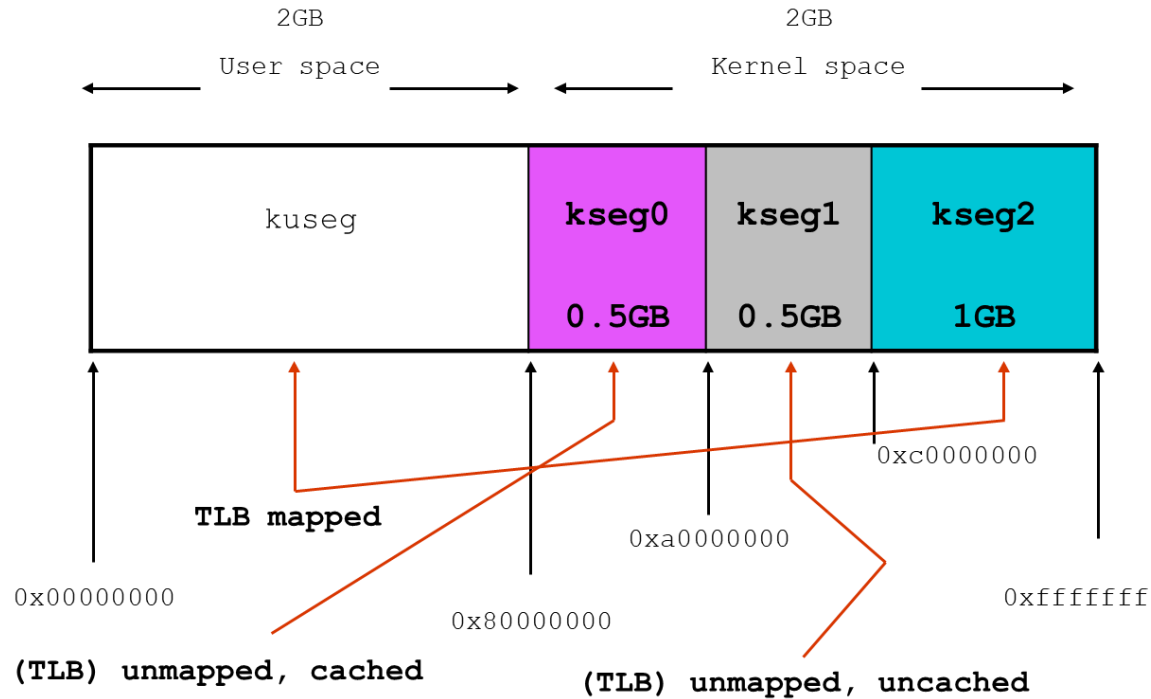 2GB
2GB
User space
Kernel space
kuseg
kseg0
kseg1
kseg2
0.5GB
0.5GB
1GB
0xc0000000
TLB mapped
0xa0000000
0x00000000
0x80000000
0xfffffff
(TLB) unmapped, cached
(TLB) unmapped, uncached